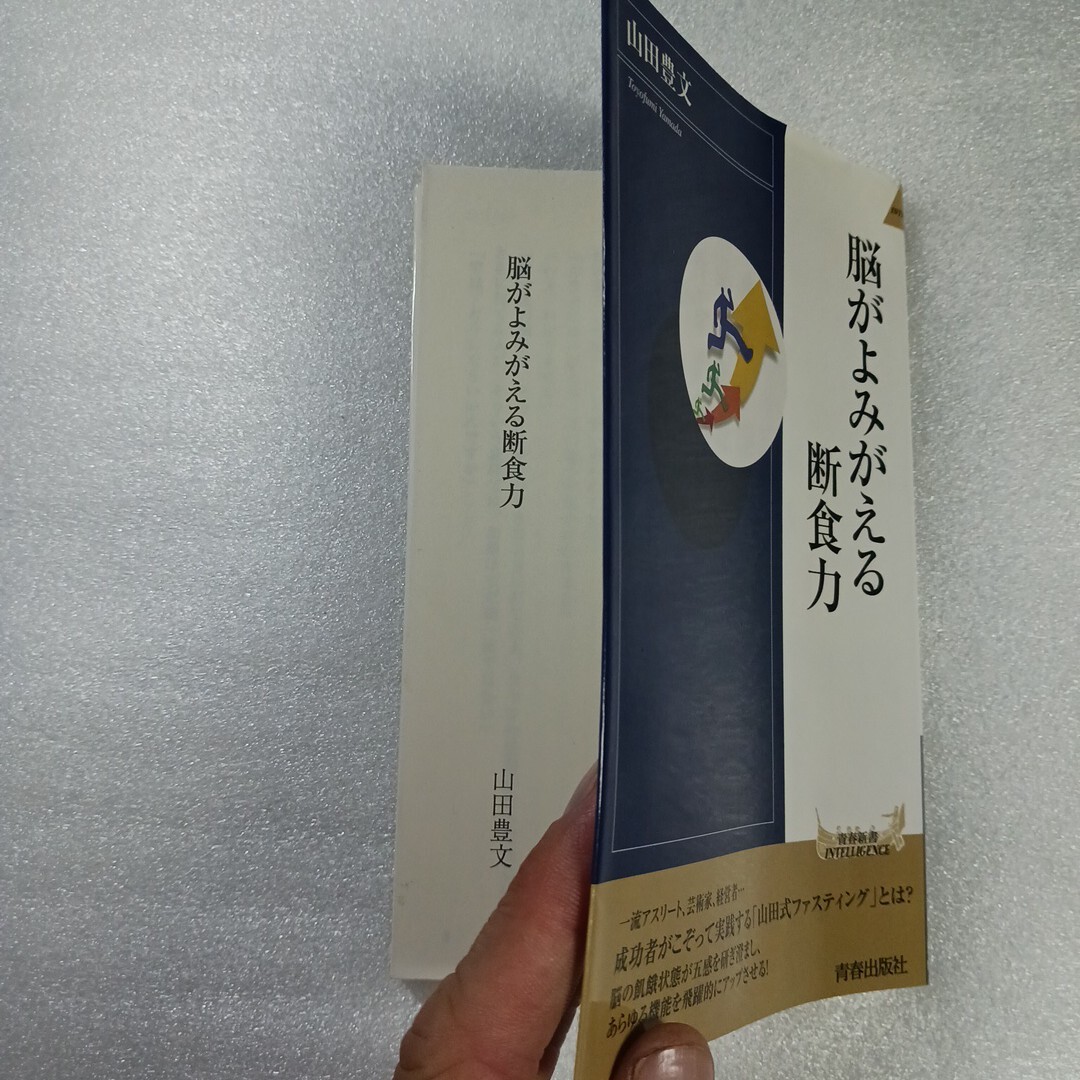 脳がよみがえる断食力
山田豊文
山田豊文
Toyofumi Yamada
脳がよみがえる
断食力
青春新書
INTELLIGENCE
一流アスリート、芸術家、経営者…
成功者がこぞって実践する「山田式ファスティング」とは?
脳の飢餓状態が五感を研ぎ澄まし、
あらゆる機能を飛躍的にアップさせる!
青春出版社